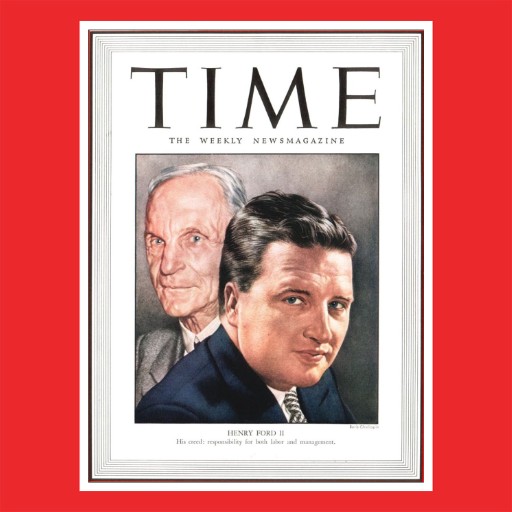 TIME
THE WEEKLY NEWSMAGAZINE
HENRY FORD II
His creed: responsibility for both labor and management.